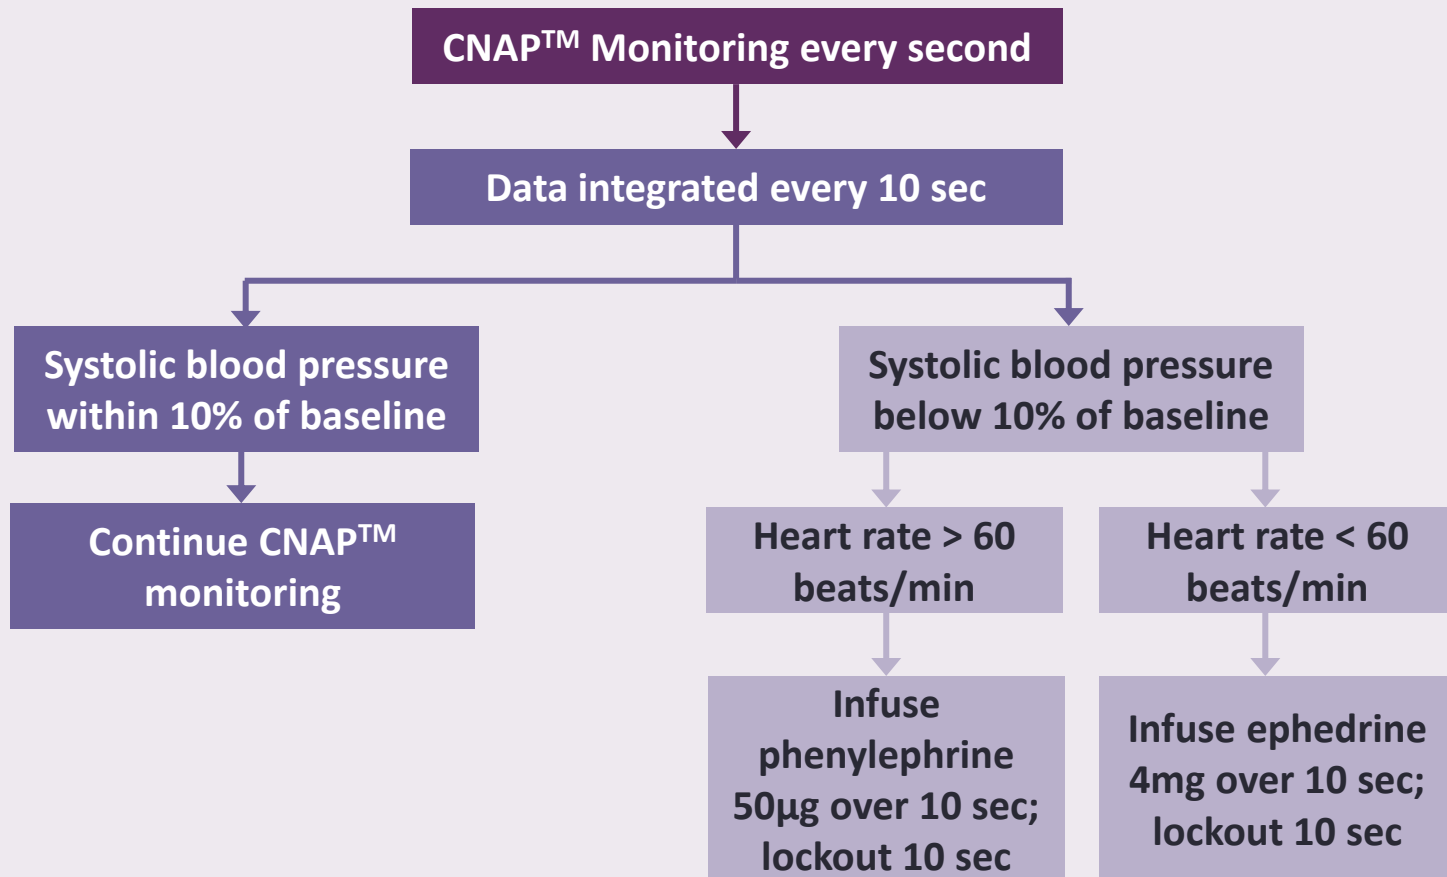 CNAP™ Monitoring every second
Data integrated every 10 sec
Systolic blood pressure
within 10% of baseline
Systolic blood pressure
below 10% of baseline
Continue CNAP™
monitoring
Heart rate > 60
beats/min
Heart rate < 60
beats/min
Infuse
phenylephrine
50µg over 10 sec;
lockout 10 sec
Infuse ephedrine
4mg over 10 sec;
lockout 10 sec